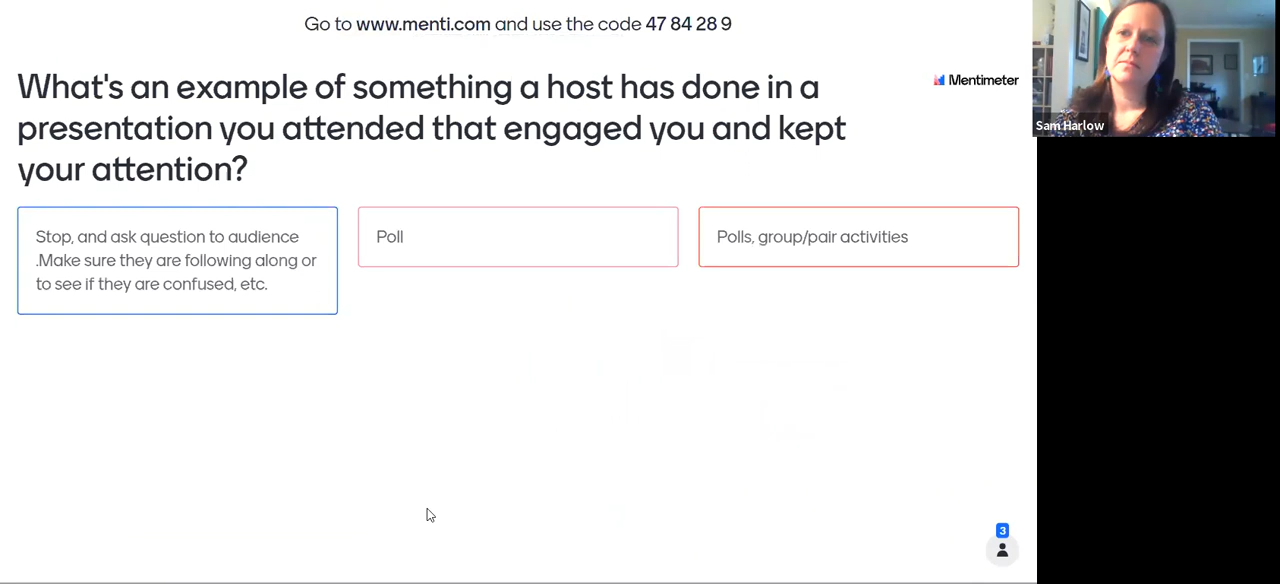 Go to www.menti.com and use the code 47 84 28 9
What's an example of something a host has done in a
presentation you attended that engaged you and kept
your attention?
Mentimeter
Sam Harlow
Stop, and ask question to audience
.Make sure they are following along or
to see if they are confused, etc.
Poll
Polls, group/pair activities
3